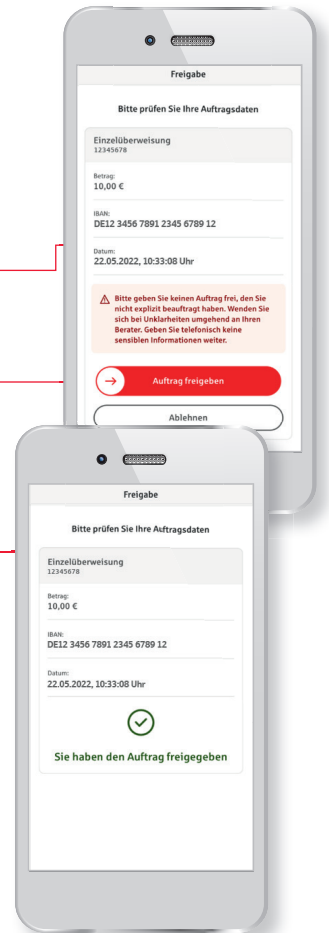 Freigabe
Bitte prüfen Sie Ihre Auftragsdaten
Einzelüberweisung
12345678
Betrag:
10,00 €
IBAN:
DE12 3456 7891 2345 6789 12
Datum:
22.05.2022, 10:33:08 Uhr
Bitte geben Sie keinen Auftrag frei, den Sie
nicht explizit beauftragt haben. Wenden Sie
sich bei Unklarheiten umgehend an Ihren
Berater. Geben Sie telefonisch keine
sensiblen Informationen weiter.
Auftrag freigeben
Ablehnen
Freigabe
Bitte prüfen Sie Ihre Auftragsdaten
Einzelüberweisung
12345678
Betrag:
10,00 €
IBAN:
DE12 3456 7891 2345 6789 12
Datum:
22.05.2022, 10:33:08 Uhr
Sie haben den Auftrag freigegeben